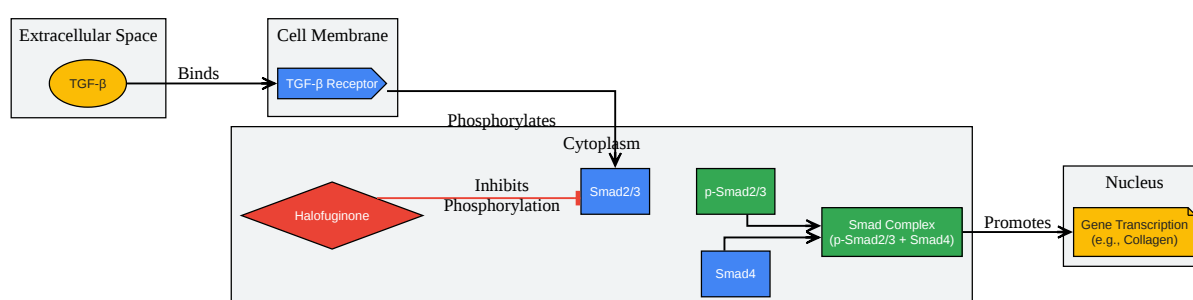 Extracellular Space
TGF-β
Binds
Cell Membrane
TGF-β Receptor
Phosphorylates
Cytoplasm
Halofuginone
Inhibits
Phosphorylation
Smad2/3
p-Smad2/3
Smad4
Smad Complex
(p-Smad2/3 + Smad4)
Promotes
Nucleus
Gene Transcription
(e.g., Collagen)